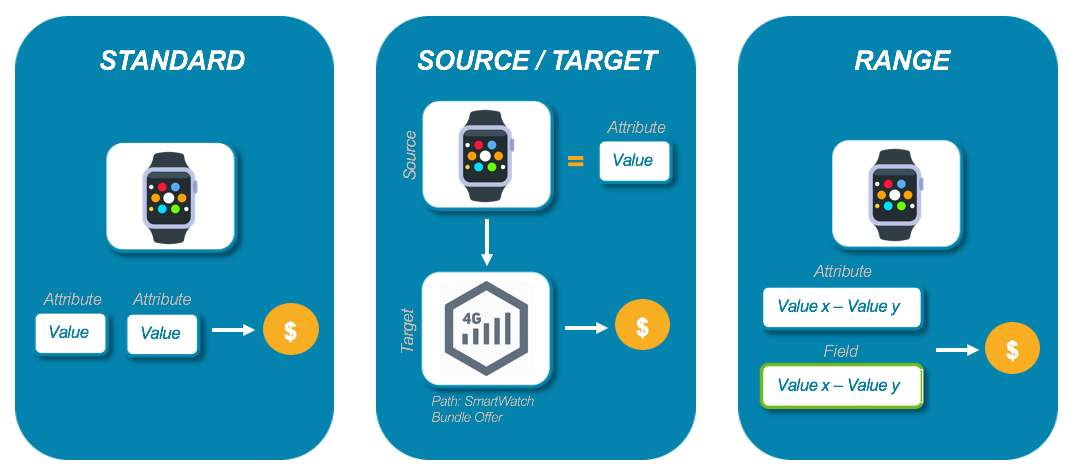 STANDARD
Attribute
Attribute
Value
Value
$
SOURCE / TARGET
Source
Attribute
=
Value
Target
4G
$
Path: SmartWatch
Bundle Offer
RANGE
Attribute
Value x – Value y
Field
Value x – Value y
$